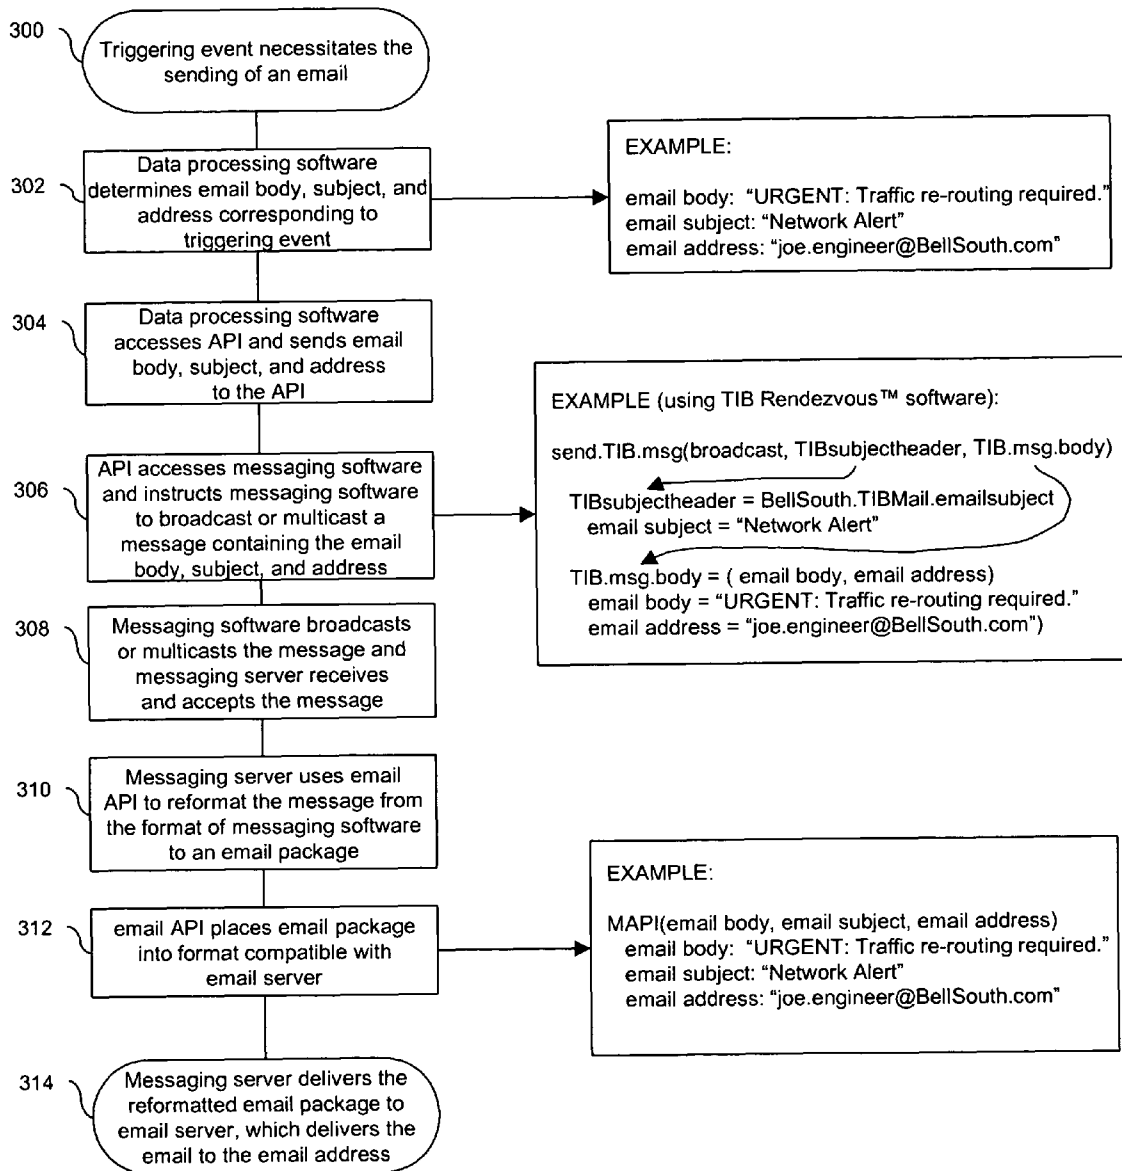 300
Triggering event necessitates the
sending of an email
302
Data processing software
determines email body, subject, and
address corresponding to
triggering event
EXAMPLE:
email body: "URGENT: Traffic re-routing required."
email subject: "Network Alert"
email address: "joe.engineer@BellSouth.com"
304
Data processing software
accesses API and sends email
body, subject, and address
to the API
306
API accesses messaging software
and instructs messaging software
to broadcast or multicast a
message containing the email
body, subject, and address
EXAMPLE (using TIB Rendezvous™ software):
send.TIB.msg(broadcast, TIBsubjectheader, TIB.msg.body)
TIBsubjectheader = BellSouth.TIBMail.emailsubject
email subject = "Network Alert"
TIB.msg.body = ( email body, email address)
email body = "URGENT: Traffic re-routing required."
email address = "joe.engineer@BellSouth.com")
308
Messaging software broadcasts
or multicasts the message and
messaging server receives
and accepts the message
310
Messaging server uses email
API to reformat the message from
the format of messaging software
to an email package
312
email API places email package
into format compatible with
email server
EXAMPLE:
MAPI(email body, email subject, email address)
email body: "URGENT: Traffic re-routing required."
email subject: "Network Alert"
email address: "joe.engineer@BellSouth.com"
314
Messaging server delivers the
reformatted email package to
email server, which delivers the
email to the email address